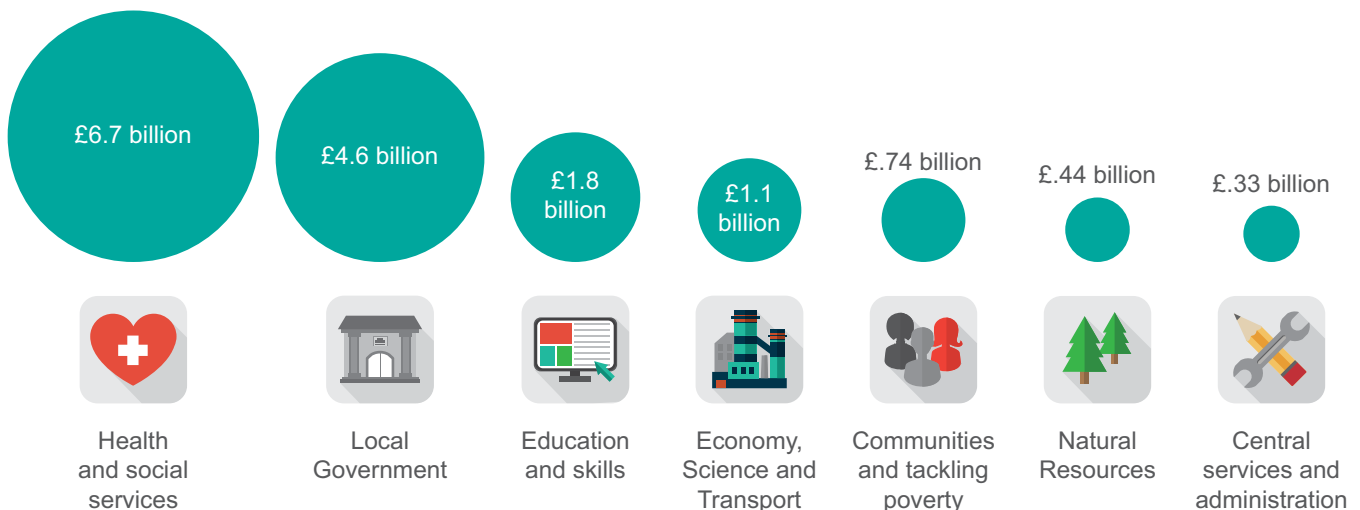 £6.7 billion
£4.6 billion
£1.8
billion
£1.1
billion
£.74 billion
£.44 billion
£.33 billion
Health
and social
services
Local
Government
Education
and skills
Economy,
Science and
Transport
Communities
and tackling
poverty
Natural
Resources
Central
services and
administration